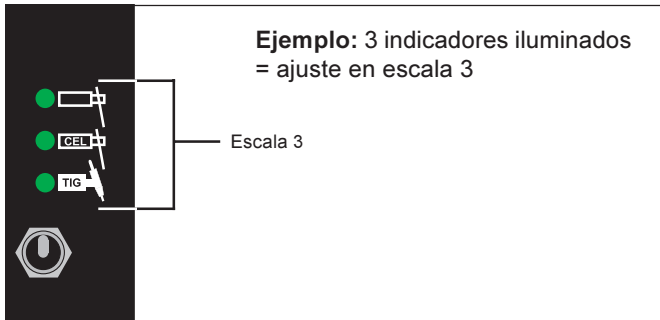 Ejemplo: 3 indicadores iluminados
= ajuste en escala 3
CEL
Escala 3
TIG